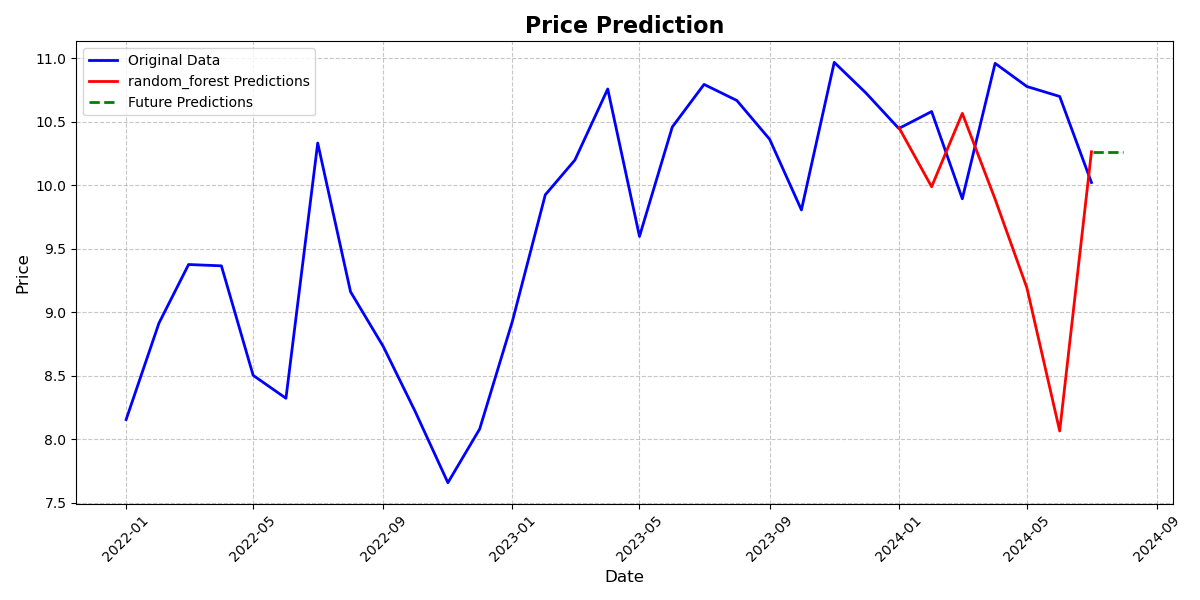 Price Prediction
Original Data
random_forest Predictions
Future Predictions
Price
11.0
10.5
10.0
9.5
9.0
8.5
8.0
7.5
2022-01
2022-05
2022-09
2023-01
2023-05
2023-09
2024-01
2024-05
2024-09
Date